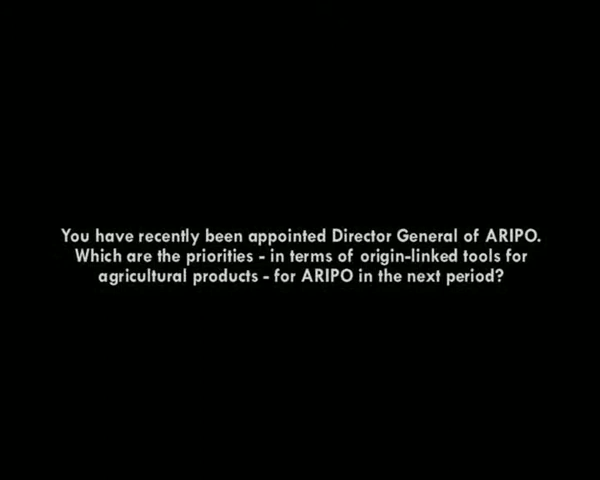 You have recently been appointed Director General of ARIPO.
Which are the priorities - in terms of origin-linked tools for
agricultural products - for ARIPO in the next period?